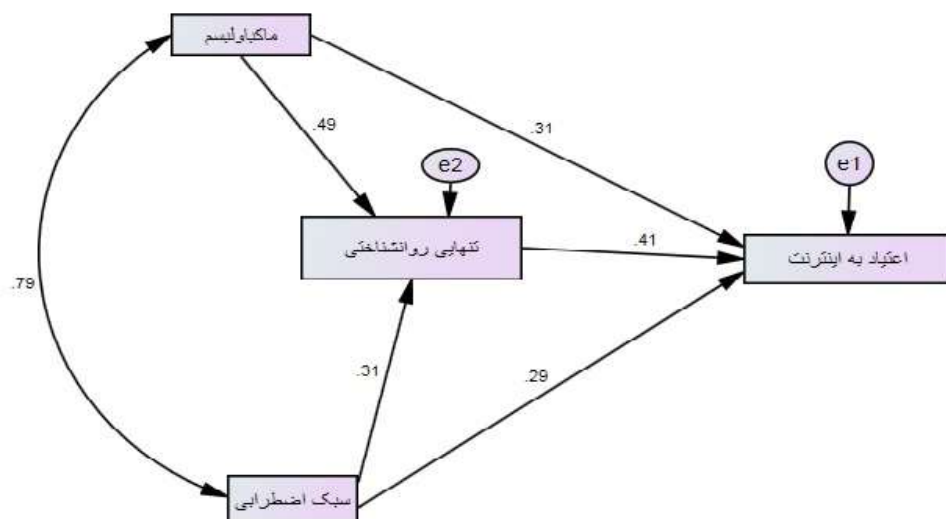 ماکیاولیسم
.49
.31
e2
e1
تنهایی روانشناختی
.41
اعتیاد به اینترنت
.79
.31
.29
سبک اضطرابی